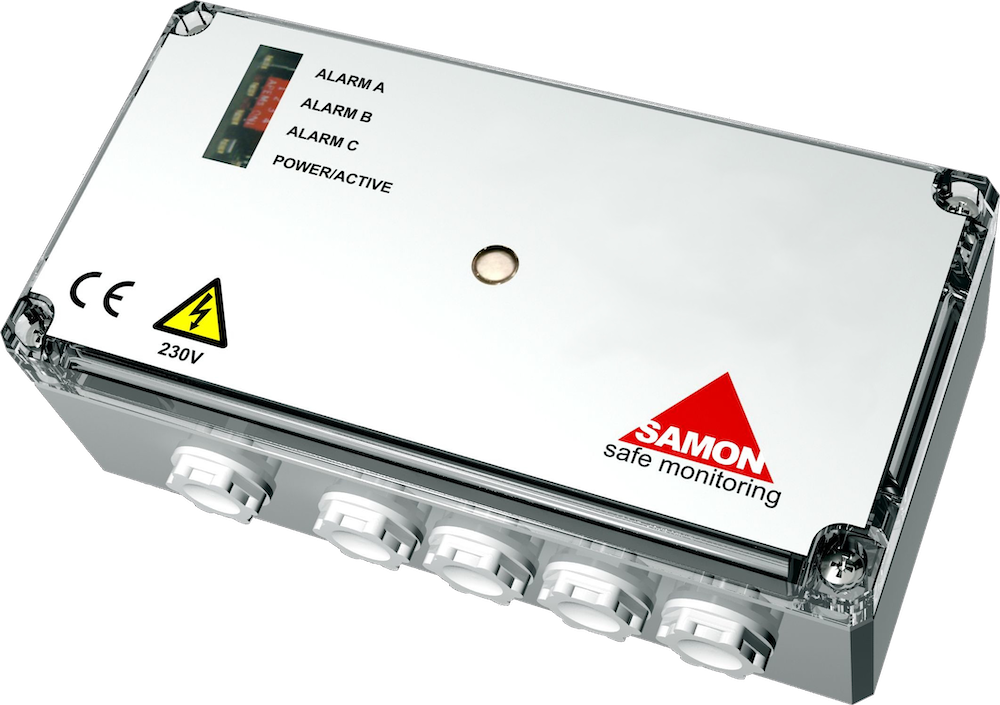 ALARM A
ALARM B
ALARM C
POWER/ACTIVE
CE
230V
SAMON
safe monitoring